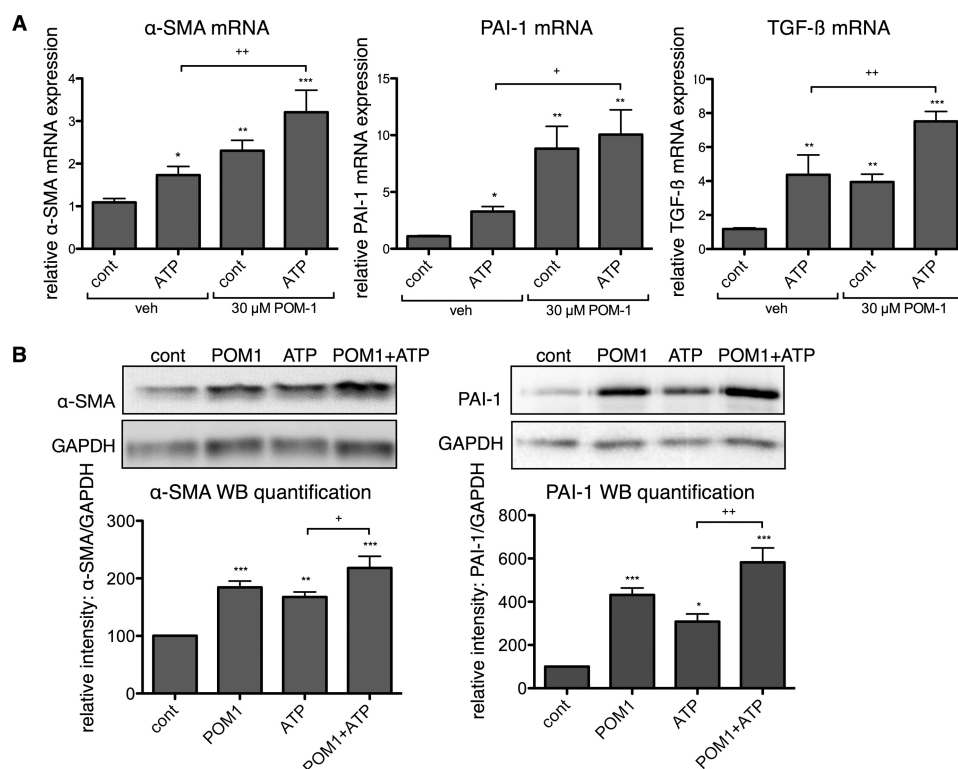 A
α-SMA mRNA
relative α-SMA mRNA expression
4
3
2
1
0
*
**
***
++
cont
ATP
cont
ATP
veh
30 µM POM-1
PAI-1 mRNA
relative PAI-1 mRNA expression
15
10
5
0
*
**
**
+
cont
ATP
cont
ATP
veh
30 µM POM-1
TGF-ß mRNA
relative TGF-ß mRNA expression
10
8
6
4
2
0
**
**
***
++
cont
ATP
cont
ATP
veh
30 µM POM-1
B
cont POM1 ATP POM1+ATP
α-SMA
GAPDH
α-SMA WB quantification
relative intensity: α-SMA/GAPDH
300
200
100
0
***
**
***
+
cont
POM1
ATP
POM1+ATP
cont POM1 ATP POM1+ATP
PAI-1
GAPDH
PAI-1 WB quantification
relative intensity: PAI-1/GAPDH
800
600
400
200
0
***
*
***
++
cont
POM1
ATP
POM1+ATP